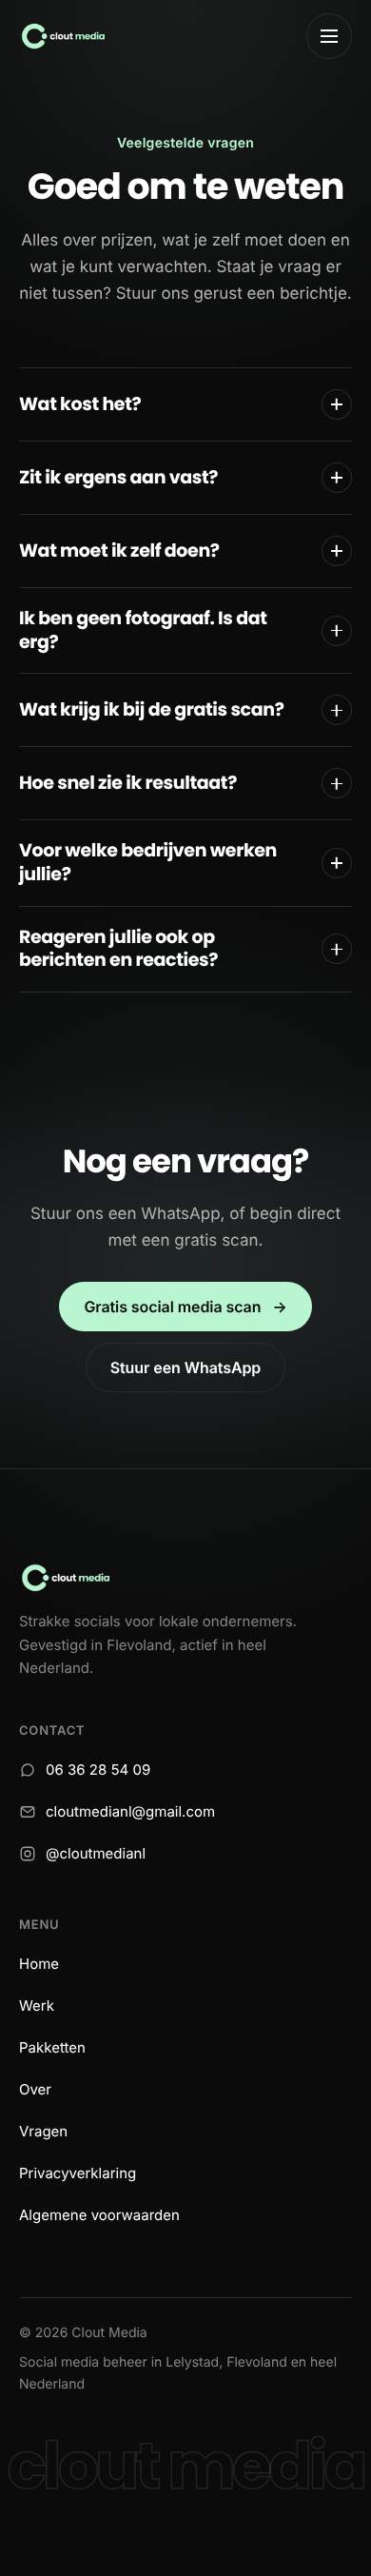 clout media
Veelgestelde vragen
Goed om te weten
Alles over prijzen, wat je zelf moet doen en
wat je kunt verwachten. Staat je vraag er
niet tussen? Stuur ons gerust een berichtje.
Wat kost het?
Zit ik ergens aan vast?
Wat moet ik zelf doen?
Ik ben geen fotograaf. Is dat
erg?
Wat krijg ik bij de gratis scan?
Hoe snel zie ik resultaat?
Voor welke bedrijven werken
jullie?
Reageren jullie ook op
berichten en reacties?
Nog een vraag?
Stuur ons een WhatsApp, of begin direct
met een gratis scan.
Gratis social media scan →
Stuur een WhatsApp
clout media
Strakke socials voor lokale ondernemers.
Gevestigd in Flevoland, actief in heel
Nederland.
CONTACT
06 36 28 54 09
cloutmedianl@gmail.com
@cloutmedianl
MENU
Home
Werk
Pakketten
Over
Vragen
Privacyverklaring
Algemene voorwaarden
© 2026 Clout Media
Social media beheer in Lelystad, Flevoland en heel
Nederland
clout media